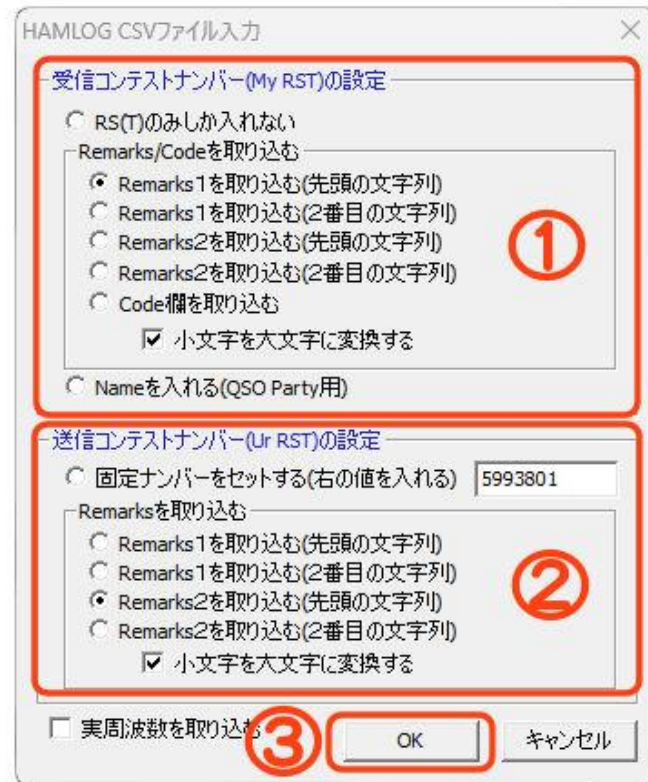 HAMLOG CSVファイル入力
受信コンテストナンバー(My RST)の設定
RS(T)のみしか入れない
Remarks/Codeを取り込む
Remarks1を取り込む(先頭の文字列)
Remarks1を取り込む(2番目の文字列)
Remarks2を取り込む(先頭の文字列)
Remarks2を取り込む(2番目の文字列)
Code欄を取り込む
小文字を大文字に変換する
①
Nameを入れる(QSO Party用)
送信コンテストナンバー(Ur RST)の設定
固定ナンバーをセットする(右の値を入れる) 5993801
Remarksを取り込む
Remarks1を取り込む(先頭の文字列)
Remarks1を取り込む(2番目の文字列)
Remarks2を取り込む(先頭の文字列)
Remarks2を取り込む(2番目の文字列)
小文字を大文字に変換する
②
実周波数を取り込む
③
OK
キャンセル